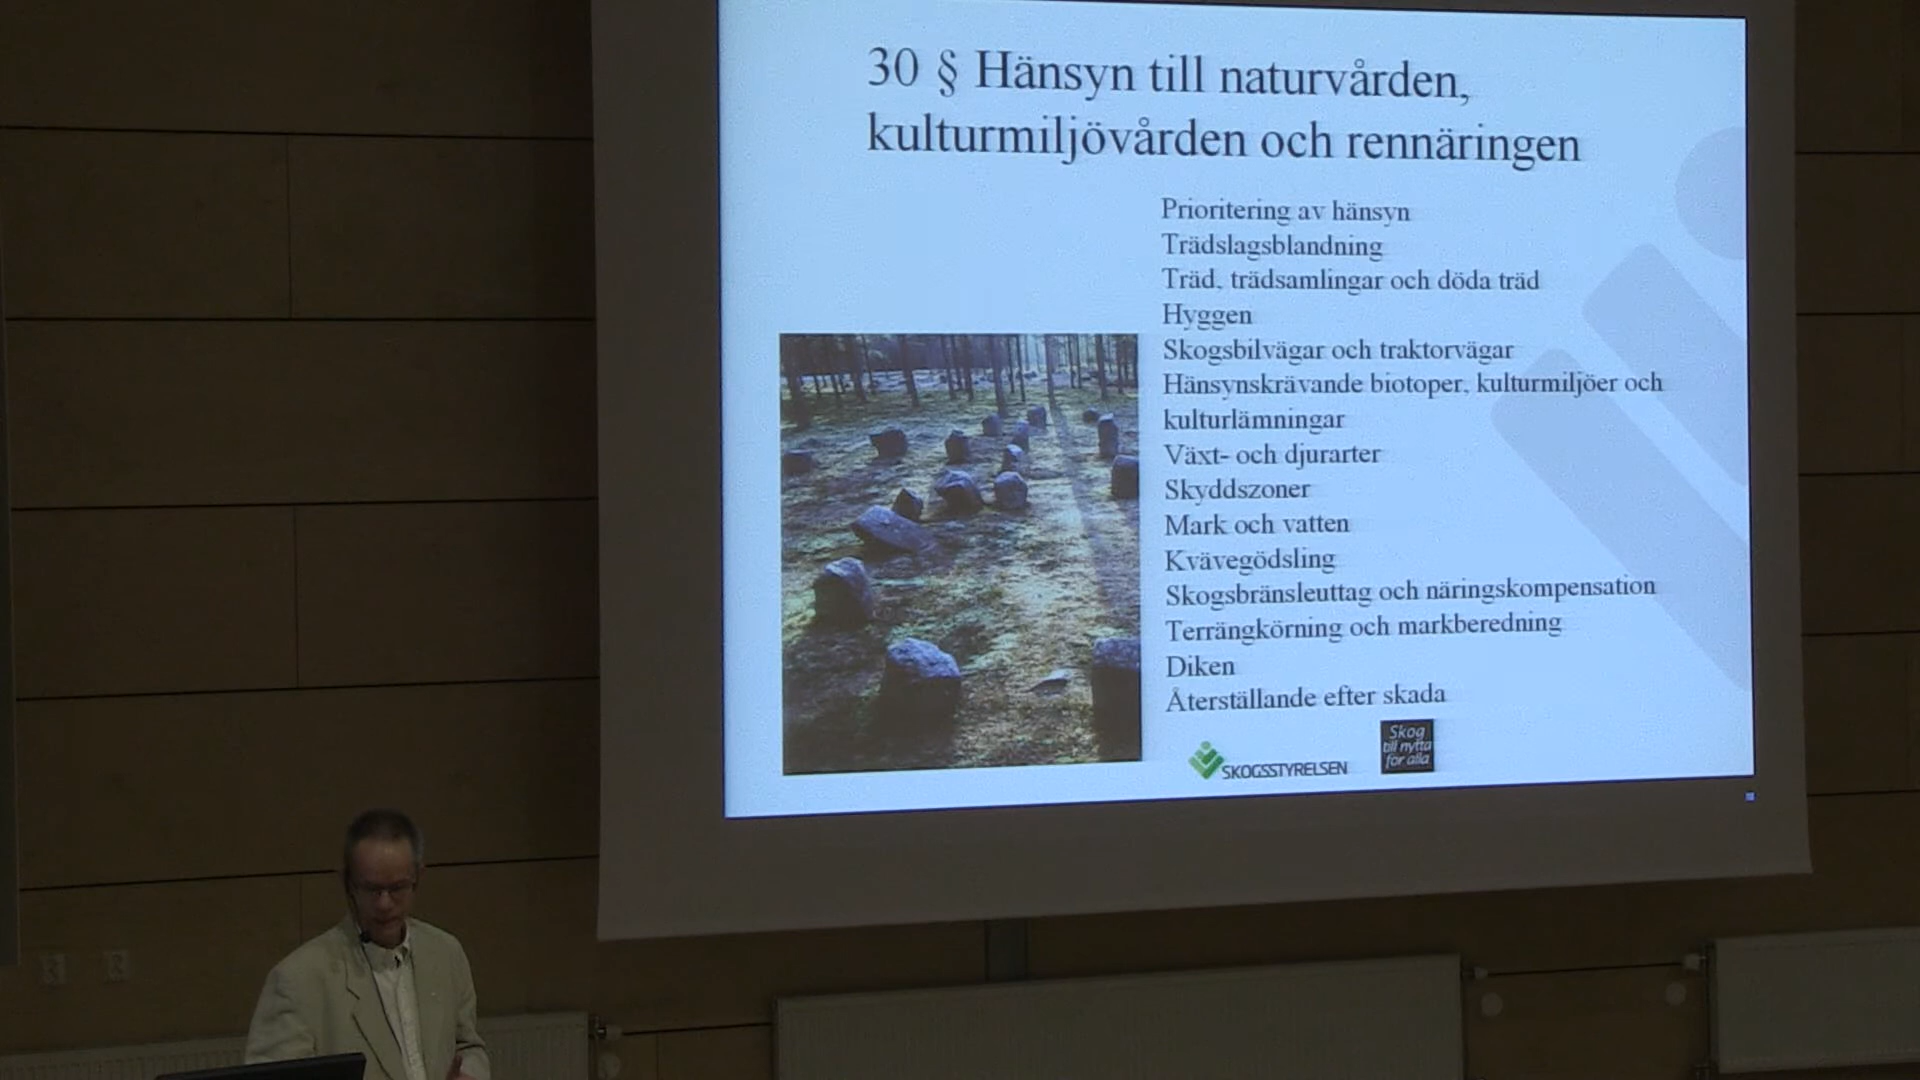 30 § Hänsyn till naturvården,
kulturmiljövården och rennäringen
Prioritering av hänsyn
Trädslagsblandning
Träd, trädsamlingar och döda träd
Hyggen
Skogsbilvägar och traktorvägar
Hänsynskrävande biotoper, kulturmiljöer och
kulturlämningar
Växt- och djurarter
Skyddszoner
Mark och vatten
Kvävegödsling
Skogsbränsleuttag och näringskompensation
Terrängkörning och markberedning
Diken
Återställande efter skada
SKOGSSTYRELSEN
Skog
till nytta
för alla